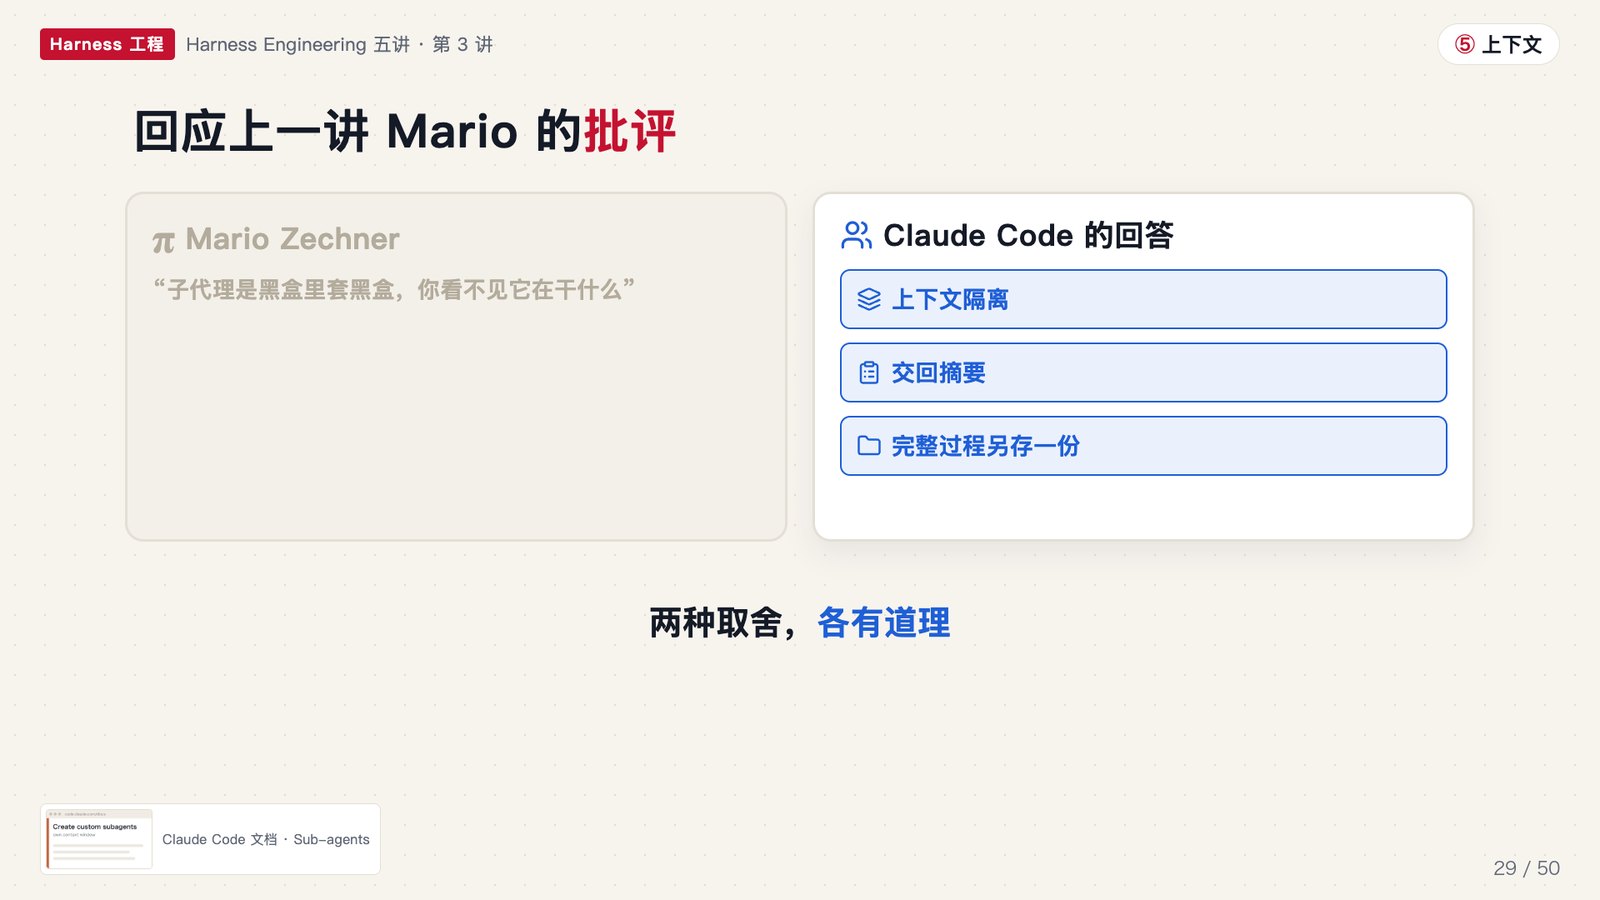 Harness 工程 Harness Engineering 五讲 · 第 3 讲
⑤ 上下文
回应上一讲 Mario 的批评
π Mario Zechner
“子代理是黑盒里套黑盒，你看不见它在干什么”
Claude Code 的回答
上下文隔离
交回摘要
完整过程另存一份
两种取舍，各有道理
Create custom subagents
Claude Code 文档 · Sub-agents
29 / 50